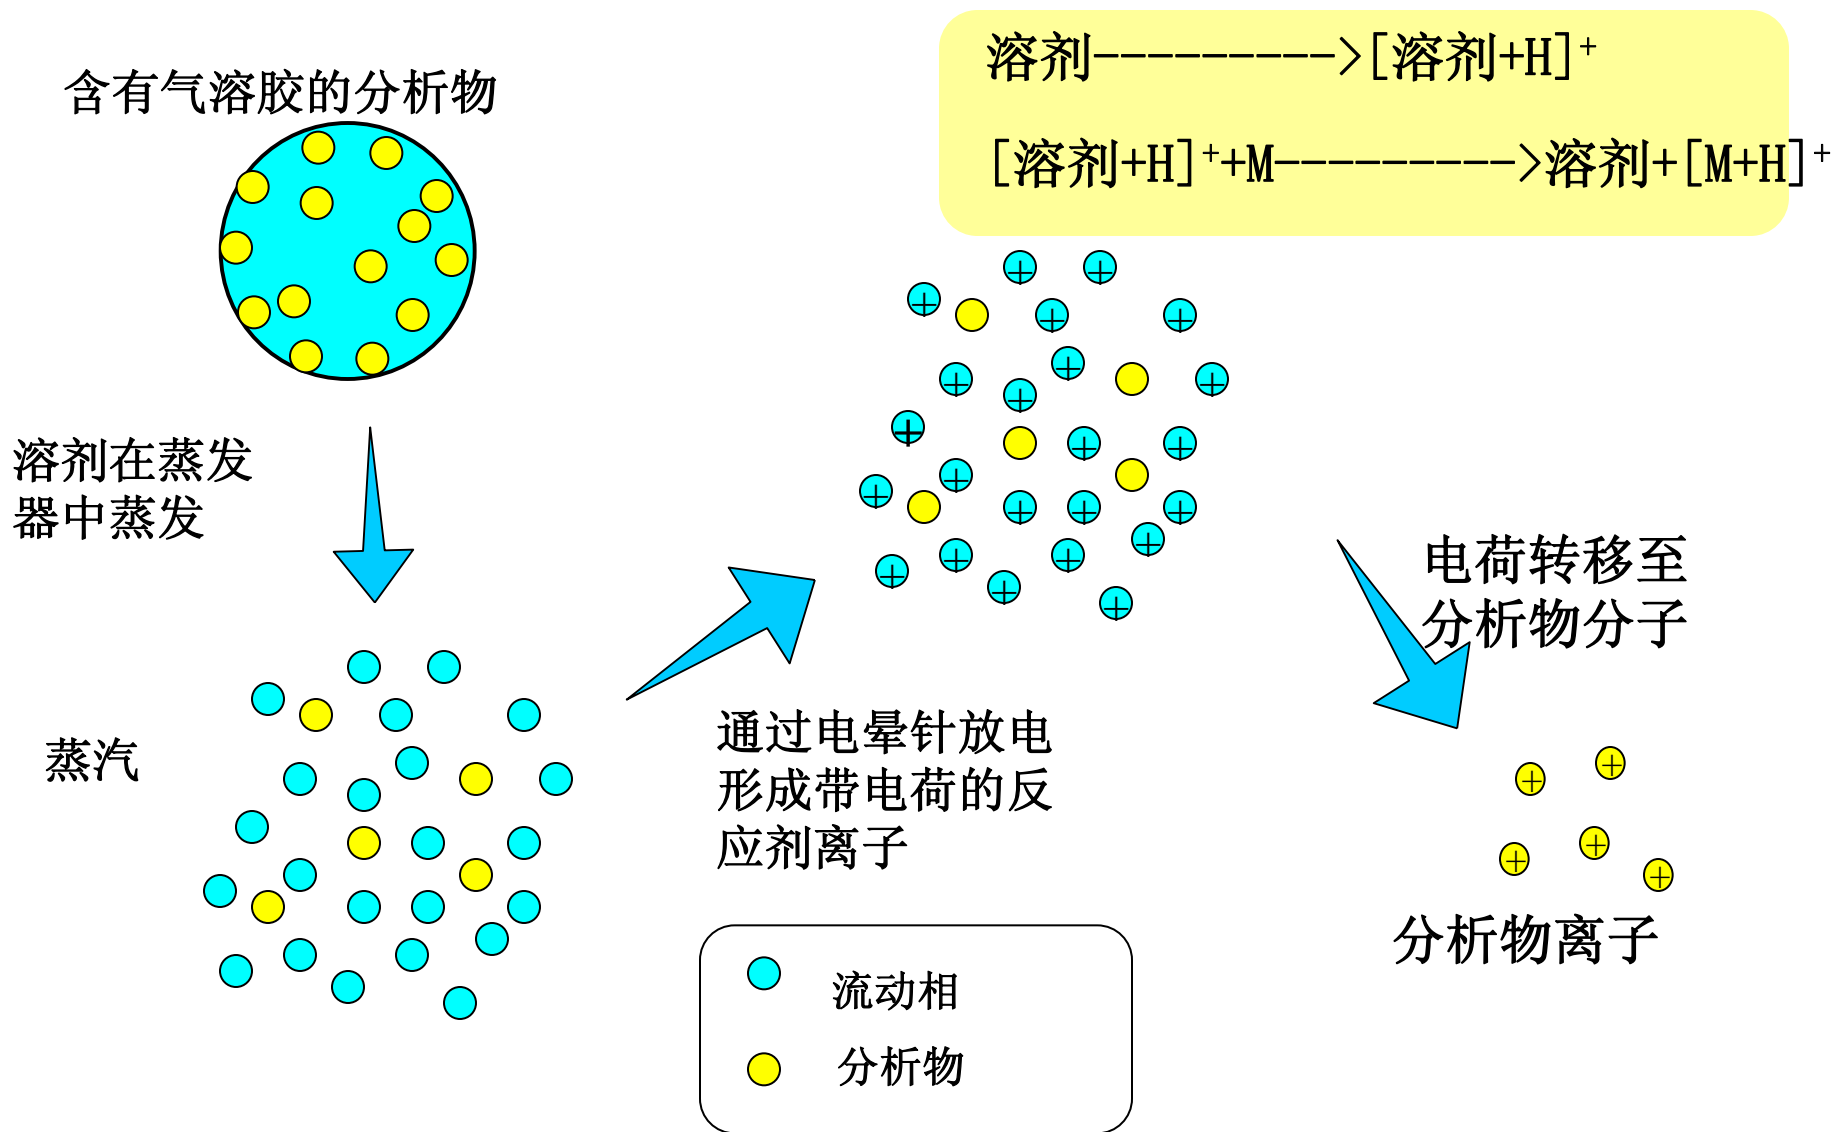 含有气溶胶的分析物
溶剂--------->[溶剂+H]⁺
[溶剂+H]⁺+M--------->溶剂+[M+H]⁺
溶剂在蒸发
器中蒸发
蒸汽
通过电晕针放电
形成带电荷的反
应剂离子
电荷转移至
分析物分子
分析物离子
流动相
分析物